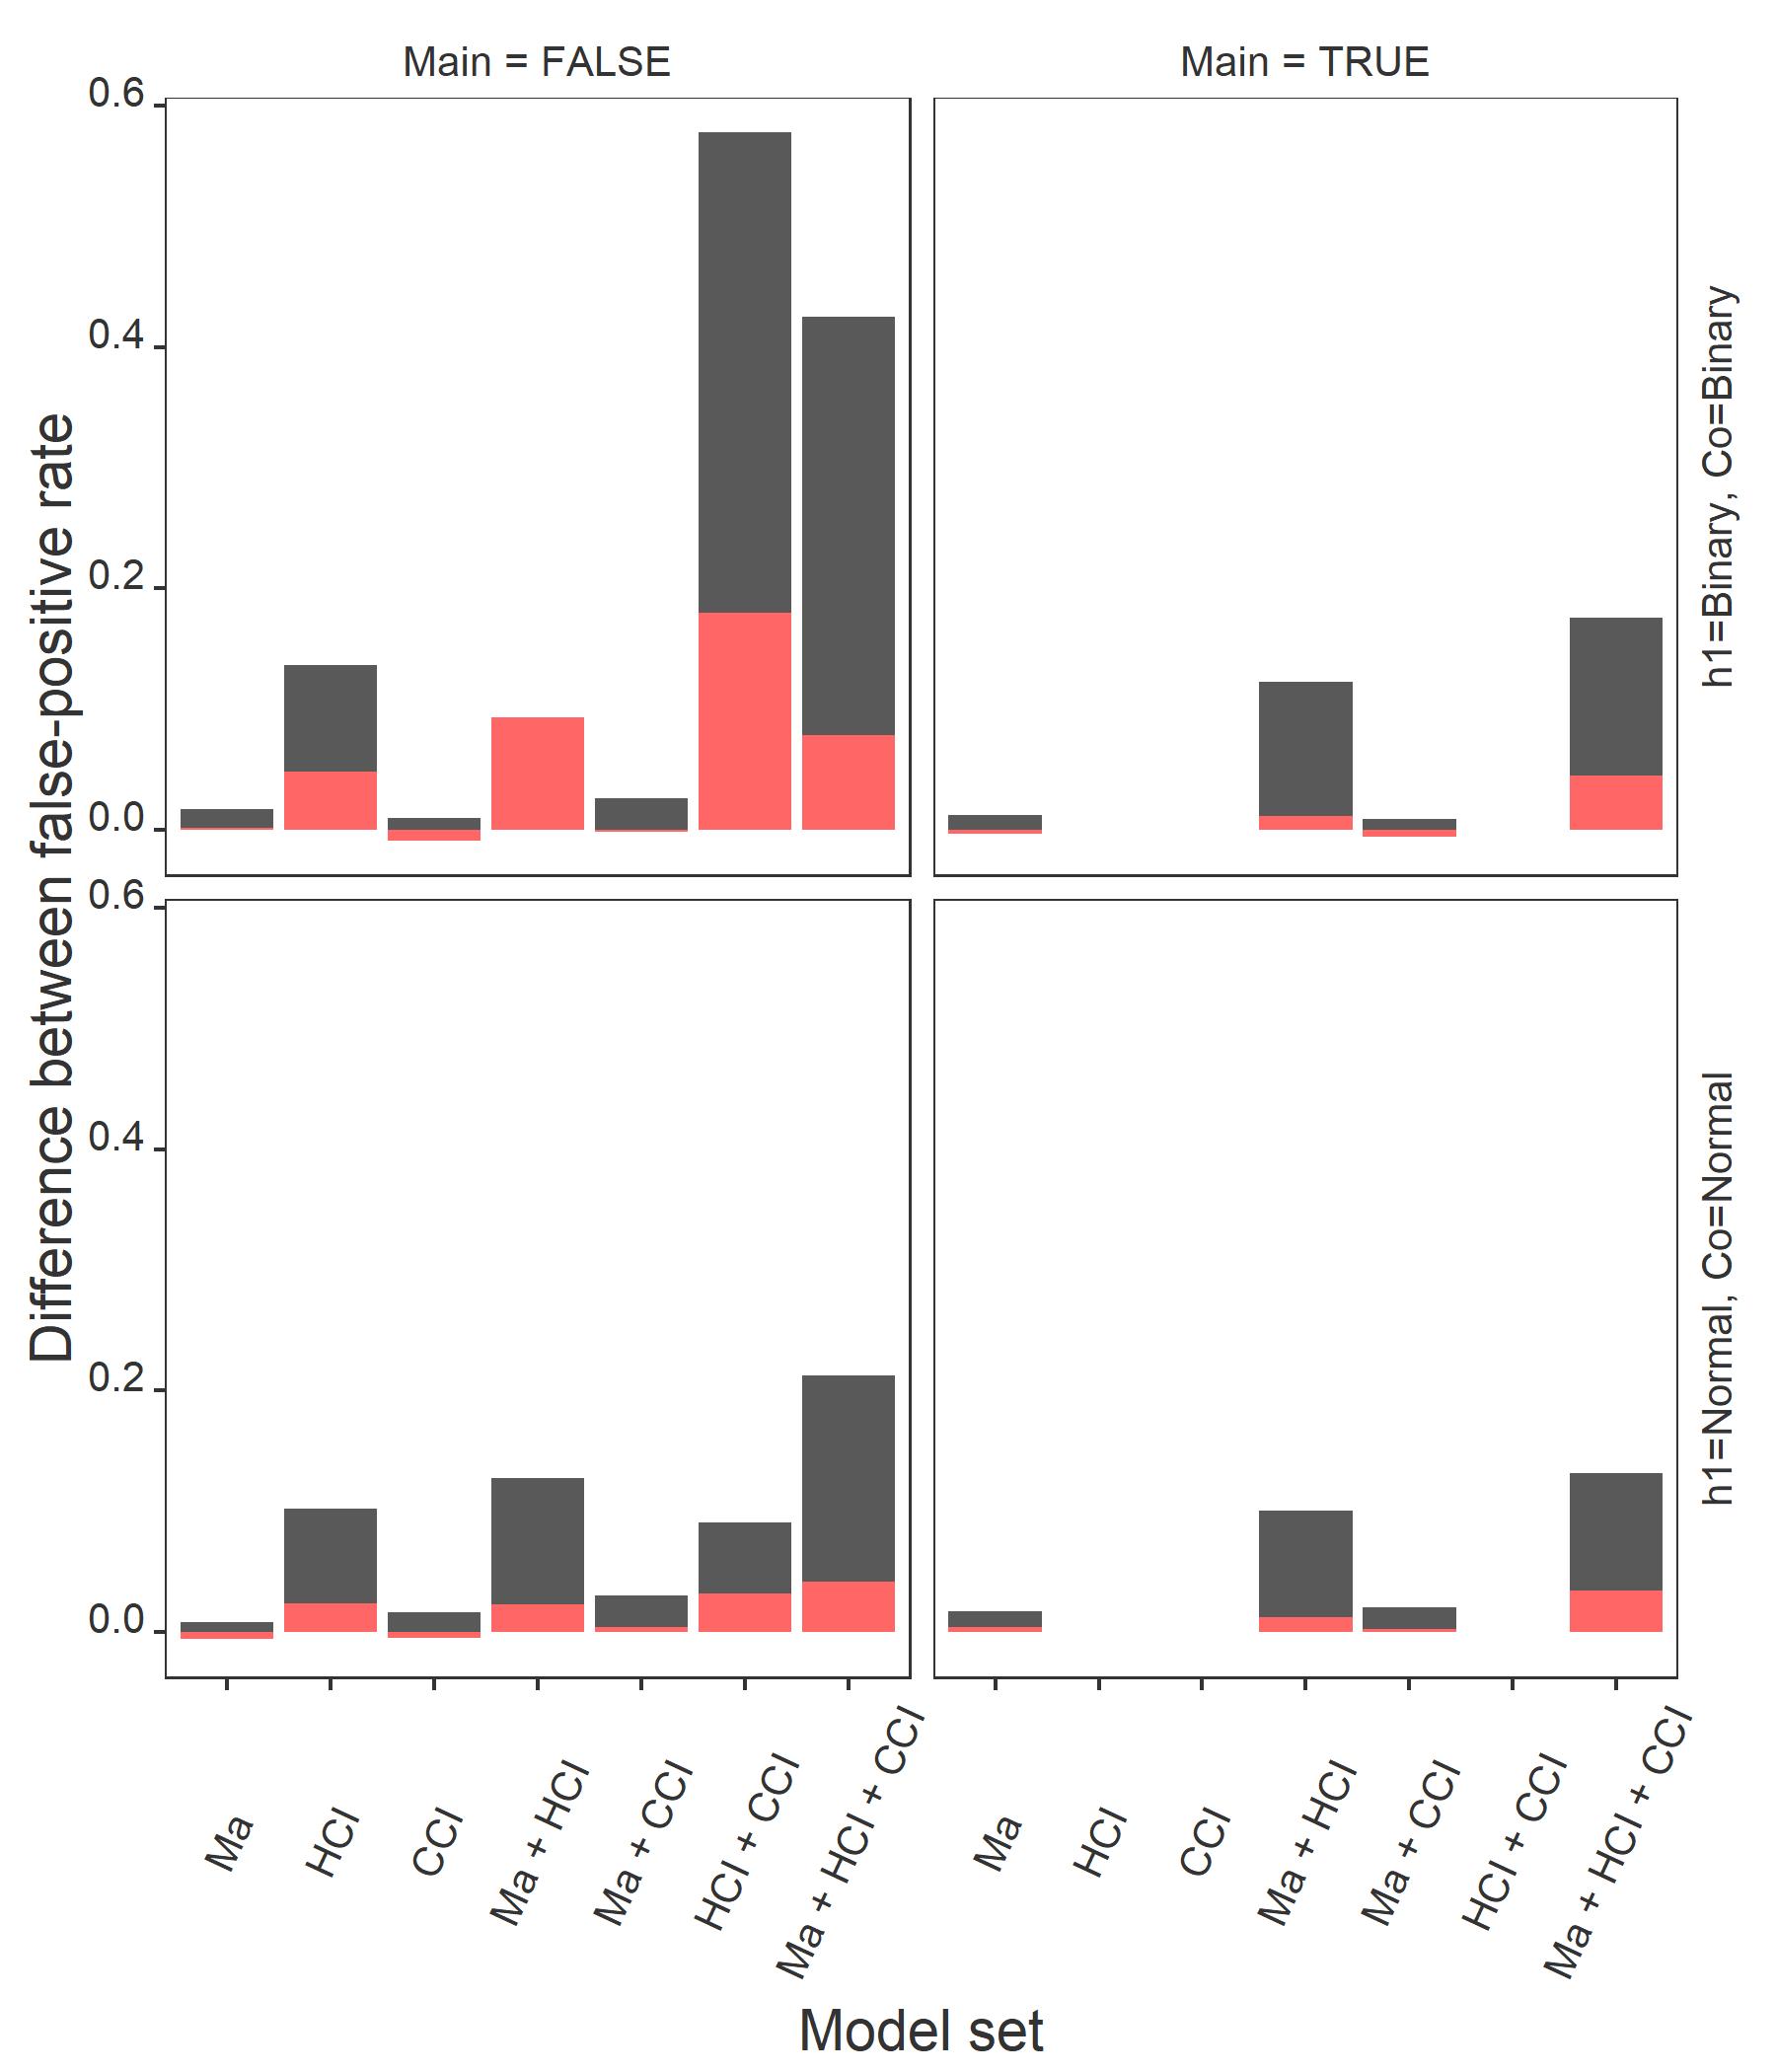 Main = FALSE
Main = TRUE
0.6
0.4
0.2
0.0
h1=Binary, Co=Binary
Difference between false-positive rate
0.6
0.4
0.2
0.0
h1=Normal, Co=Normal
Ma
HCI
CCI
Ma + HCI
Ma + CCI
HCI + CCI
Ma + HCI + CCI
Ma
HCI
CCI
Ma + HCI
Ma + CCI
HCI + CCI
Ma + HCI + CCI
Model set